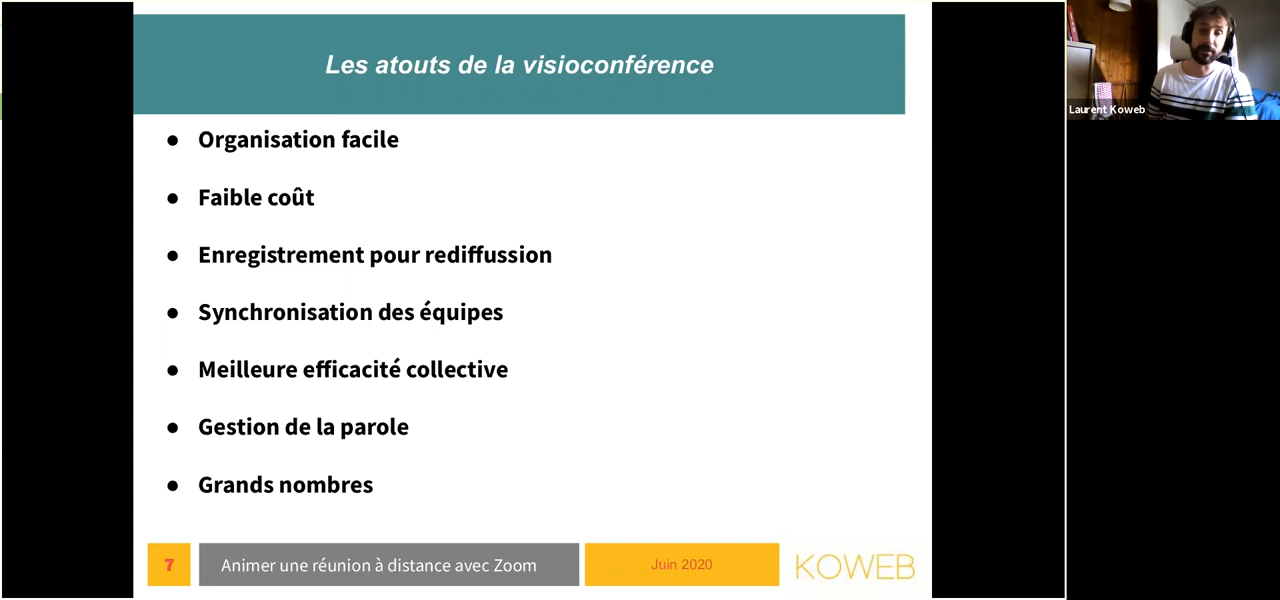 Les atouts de la visioconférence
● Organisation facile
● Faible coût
● Enregistrement pour rediffussion
● Synchronisation des équipes
● Meilleure efficacité collective
● Gestion de la parole
● Grands nombres
7
Animer une réunion à distance avec Zoom
Juin 2020
KOWEB
Laurent Koweb